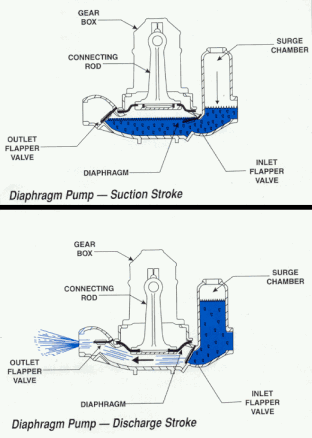 GEAR
BOX
SURGE
CHAMBER
CONNECTING
ROD
OUTLET
FLAPPER
VALVE
DIAPHRAGM
INLET
FLAPPER
VALVE
Diaphragm Pump — Suction Stroke
GEAR
BOX
SURGE
CHAMBER
CONNECTING
ROD
OUTLET
FLAPPER
VALVE
DIAPHRAGM
INLET
FLAPPER
VALVE
Diaphragm Pump — Discharge Stroke